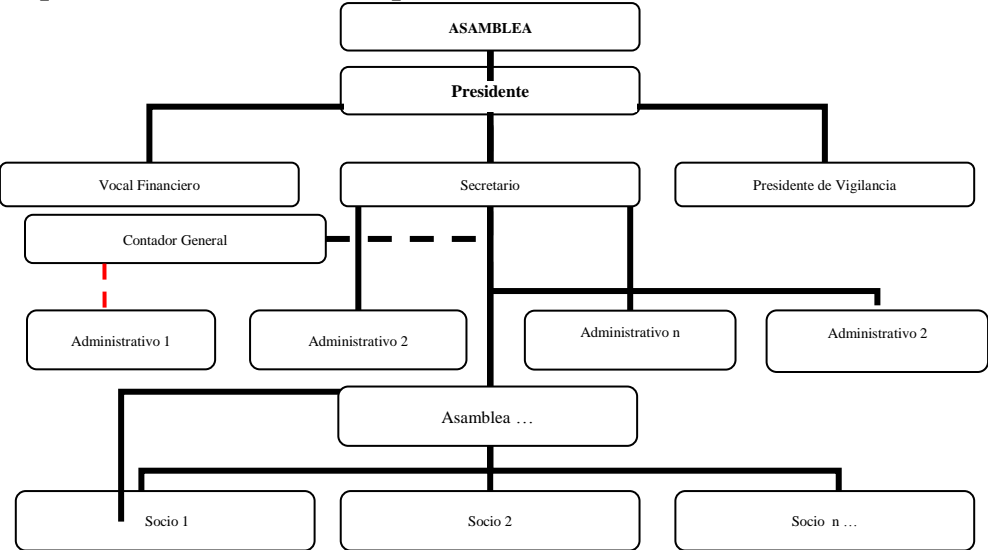 ASAMBLEA
Presidente
Vocal Financiero
Secretario
Presidente de Vigilancia
Contador General
Administrativo 1
Administrativo 2
Administrativo n
Administrativo 2
Asamblea …
Socio 1
Socio 2
Socio n …